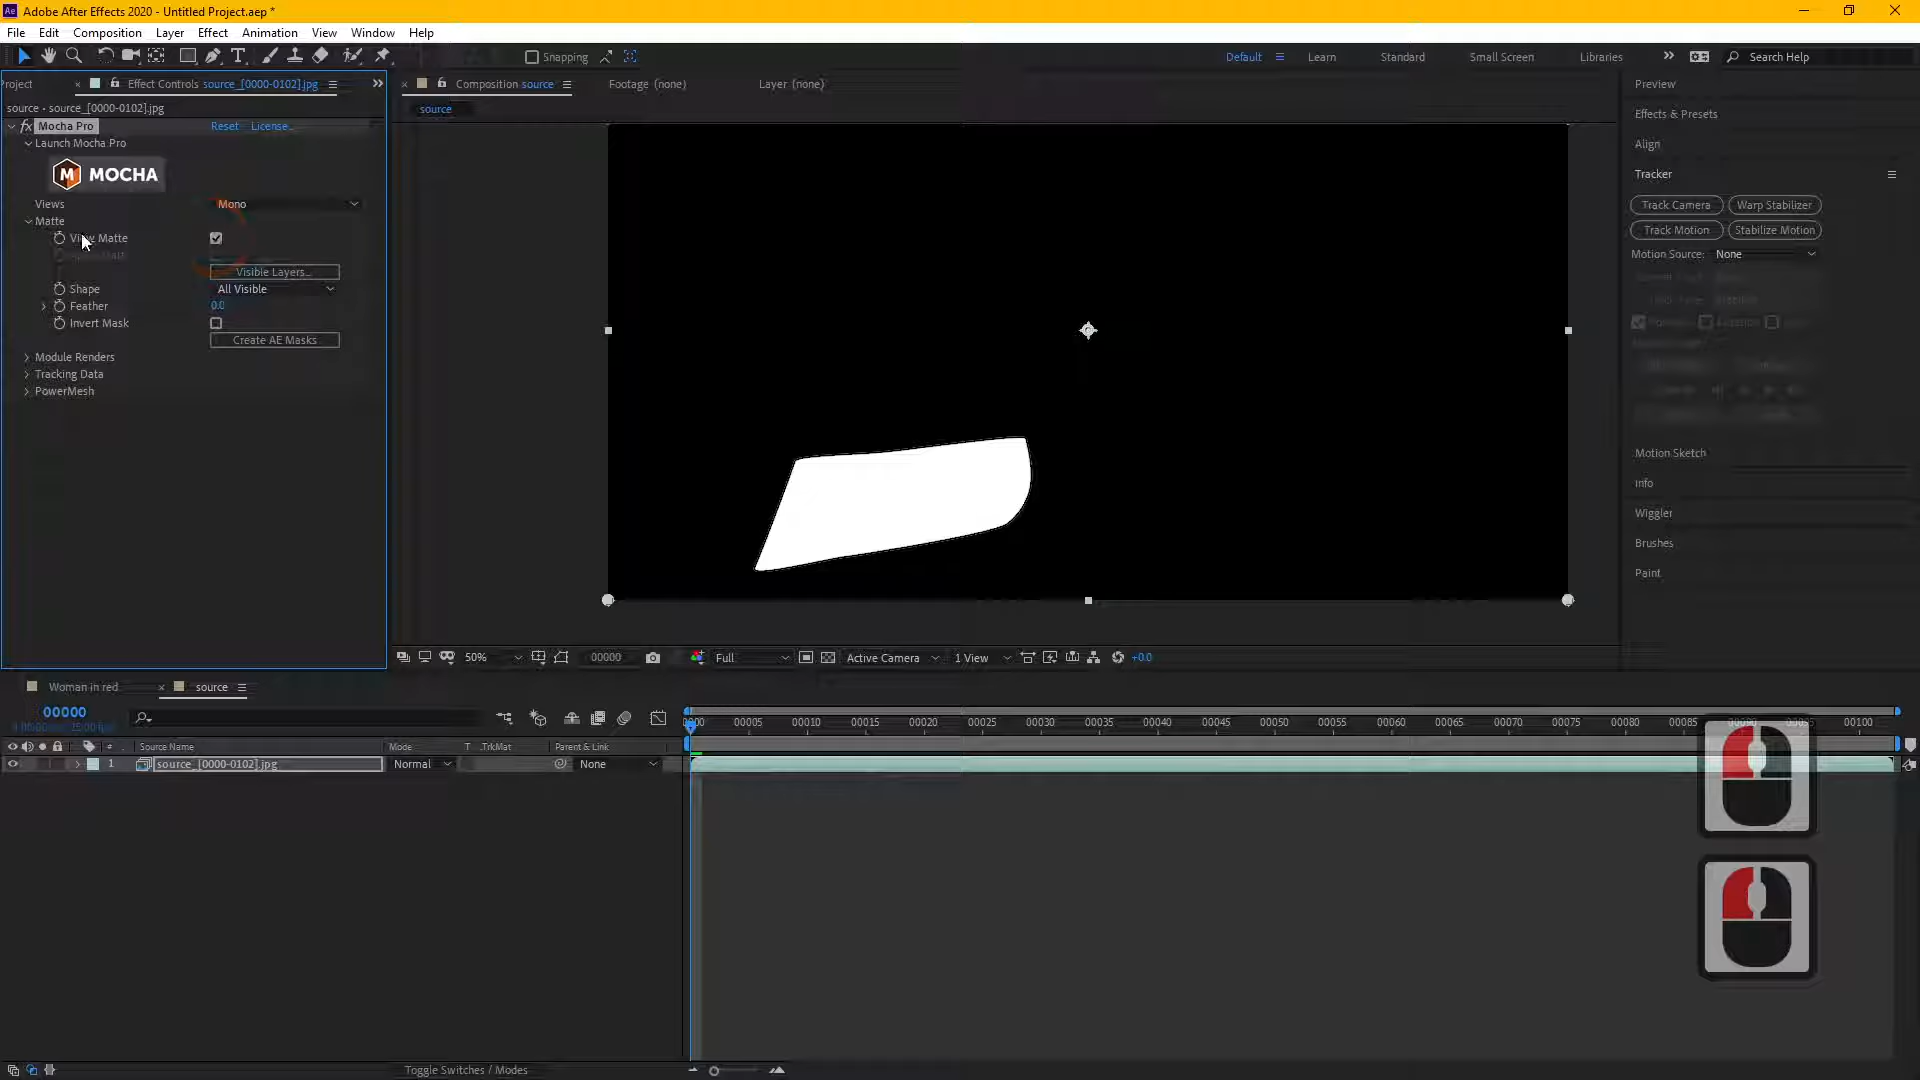 Ae Adobe After Effects 2020 - Untitled Project.aep *
File Edit Composition Layer Effect Animation View Window Help
Snapping
Default Learn Standard Small Screen Libraries Search Help
Project Effect Controls source_[0000-0102].jpg
Composition source Footage (none) Layer (none)
source • source_[0000-0102].jpg
source
fx Mocha Pro Reset License...
Launch Mocha Pro
M MOCHA
Views Mono
Matte
View Matte
Visible Layers...
Shape All Visible
Feather 0.0
Invert Mask
Create AE Masks
Module Renders
Tracking Data
PowerMesh
Preview
Effects & Presets
Align
Tracker
Track Camera Warp Stabilizer
Track Motion Stabilize Motion
Motion Source: None
Motion Sketch
Info
Wiggler
Brushes
Paint
50% 00000 Full Active Camera 1 View +0.0
Woman in red source
00000
0000 00005 00010 00015 00020 00025 00030 00035 00040 00045 00050 00055 00060 00065 00070 00075 00080 00085 00090 00095 00100
# Source Name Mode T .TrkMat Parent & Link
1 source_[0000-0102].jpg Normal None
Toggle Switches / Modes